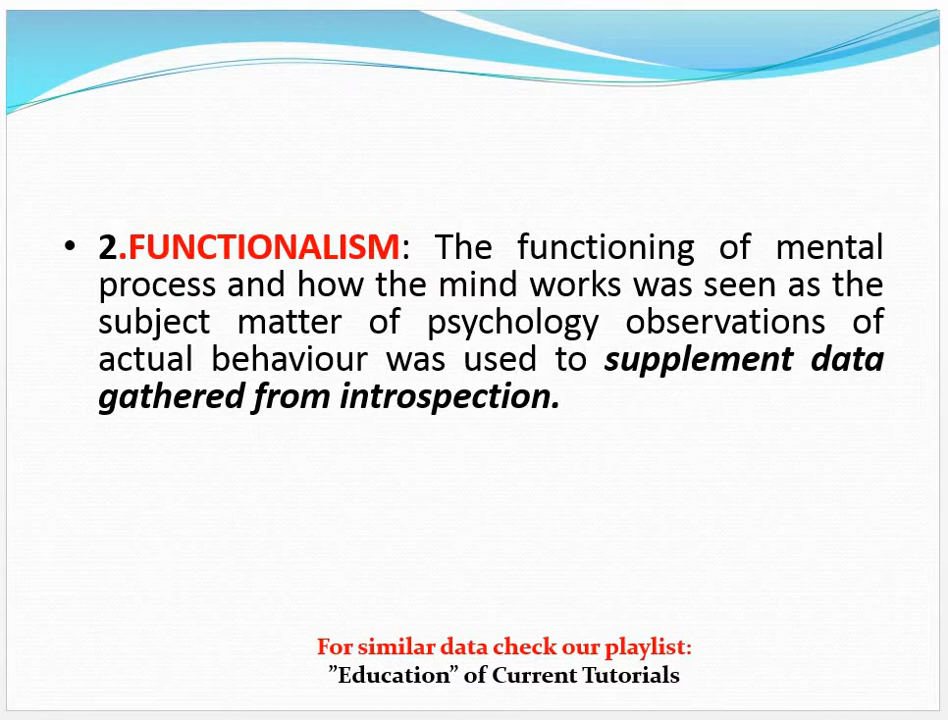 • 2.FUNCTIONALISM: The functioning of mental
process and how the mind works was seen as the
subject matter of psychology observations of
actual behaviour was used to supplement data
gathered from introspection.
For similar data check our playlist:
”Education” of Current Tutorials